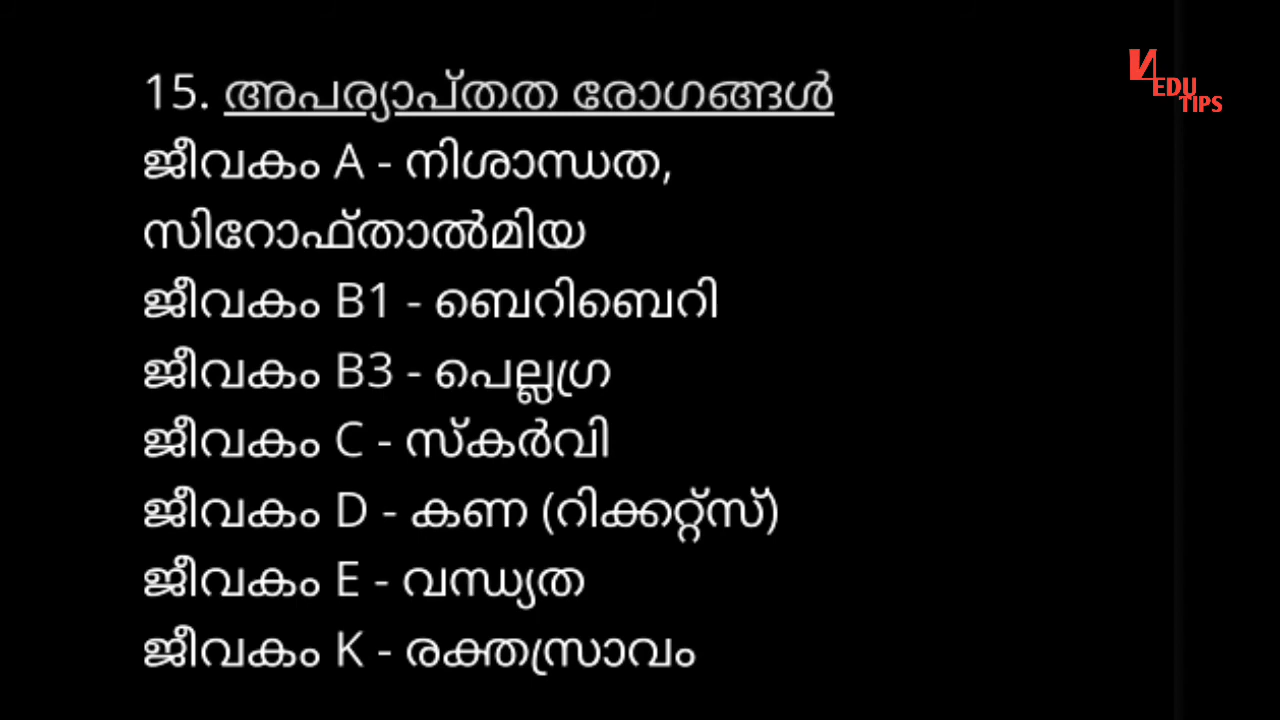 15. അപര്യാപ്തത രോഗങ്ങൾ
ജീവകം A - നിശാന്ധത,
സിറോഫ്താൽമിയ
ജീവകം B1 - ബെറിബെറി
ജീവകം B3 - പെല്ലഗ്ര
ജീവകം C - സ്കർവി
ജീവകം D - കണ (റിക്കറ്റ്സ്)
ജീവകം E - വന്ധ്യത
ജീവകം K - രക്തസ്രാവം
EDU
TIPS